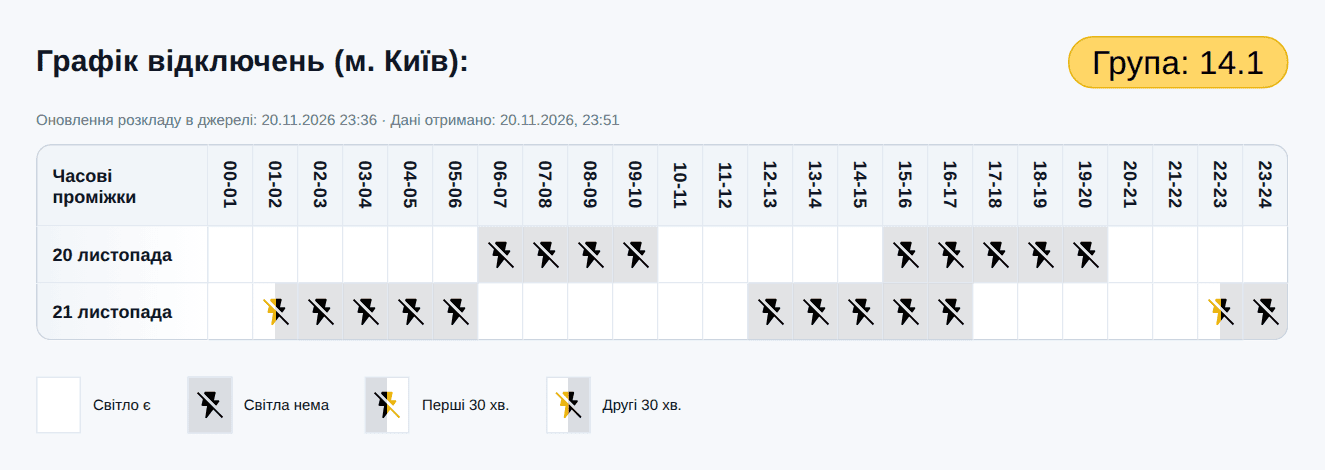 Графік відключень (м. Київ):
Група: 14.1
Оновлення розкладу в джерелі: 20.11.2026 23:36 · Дані отримано: 20.11.2026, 23:51
Часові
проміжки
00-01
01-02
02-03
03-04
04-05
05-06
06-07
07-08
08-09
09-10
10-11
11-12
12-13
13-14
14-15
15-16
16-17
17-18
18-19
19-20
20-21
21-22
22-23
23-24
20 листопада
21 листопада
Світло є
Світла нема
Перші 30 хв.
Другі 30 хв.